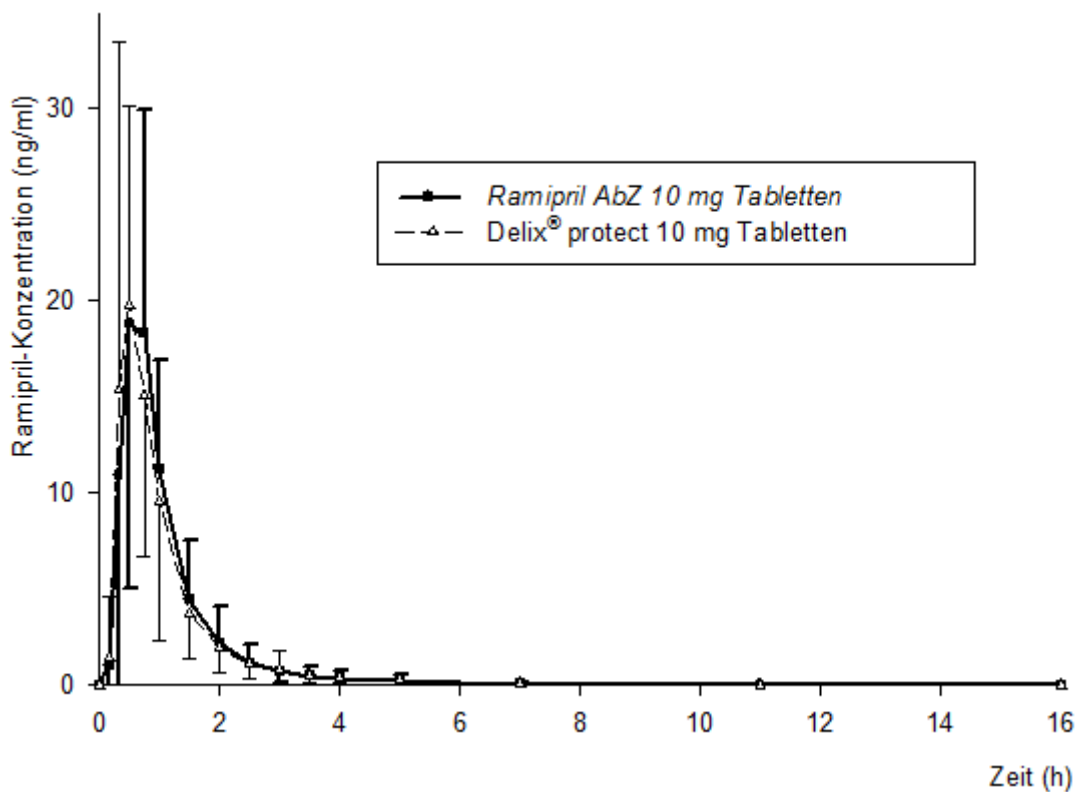 Ramipril-Konzentration (ng/ml)
30
20
10
0
Ramipril AbZ 10 mg Tabletten
Delix® protect 10 mg Tabletten
0 2 4 6 8 10 12 14 16
Zeit (h)